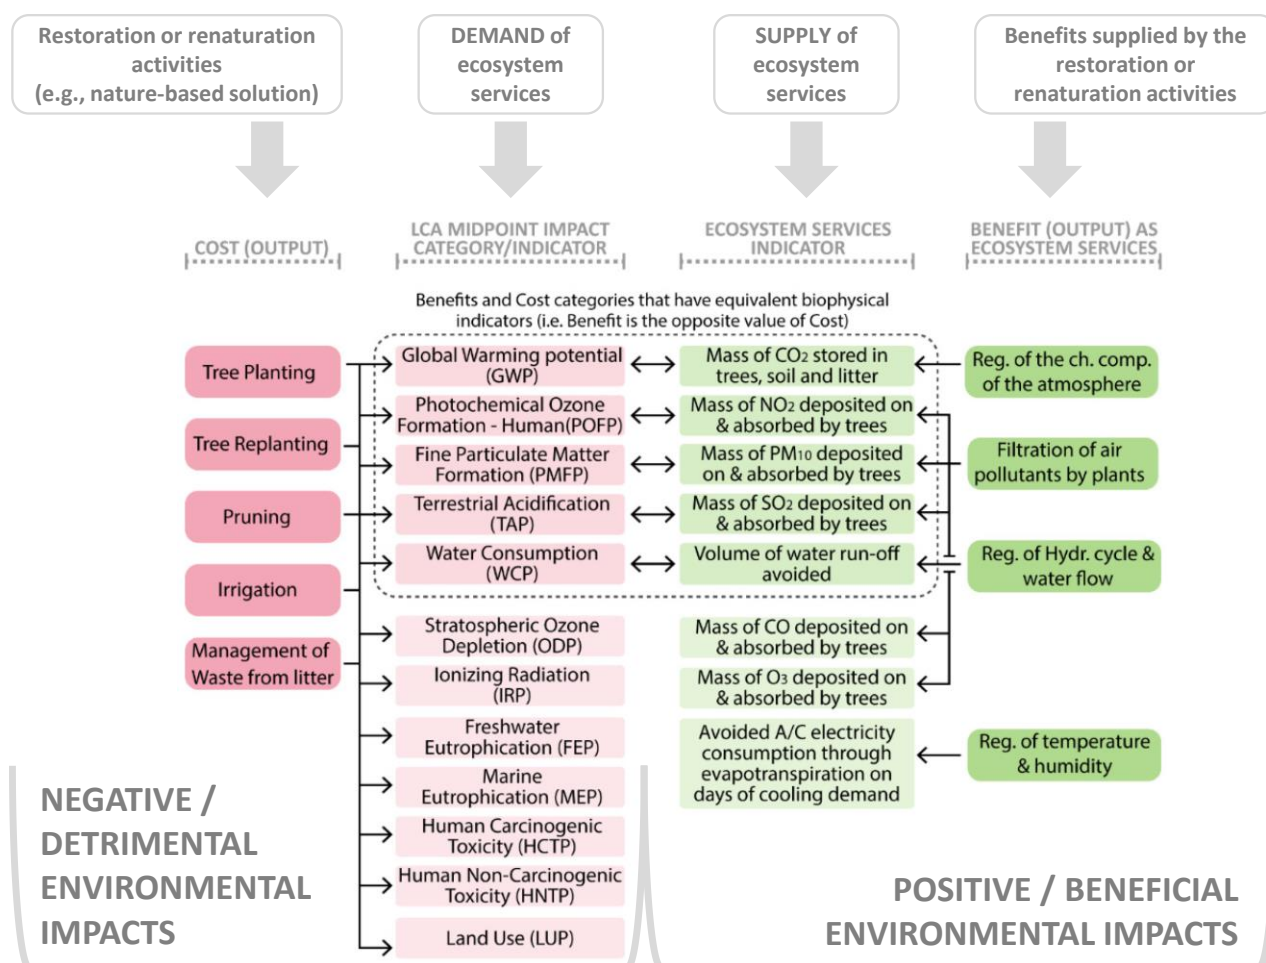 Restoration or renaturation
activities
(e.g., nature-based solution)
DEMAND of
ecosystem
services
SUPPLY of
ecosystem
services
Benefits supplied by the
restoration or
renaturation activities
COST (OUTPUT)
LCA MIDPOINT IMPACT
CATEGORY/INDICATOR
ECOSYSTEM SERVICES
INDICATOR
BENEFIT (OUTPUT) AS
ECOSYSTEM SERVICES
Benefits and Cost categories that have equivalent biophysical
indicators (i.e. Benefit is the opposite value of Cost)
Tree Planting
Tree Replanting
Pruning
Irrigation
Management of
Waste from litter
Global Warming potential
(GWP)
Photochemical Ozone
Formation - Human(POFP)
Fine Particulate Matter
Formation (PMFP)
Terrestrial Acidification
(TAP)
Water Consumption
(WCP)
Stratospheric Ozone
Depletion (ODP)
Ionizing Radiation
(IRP)
Freshwater
Eutrophication (FEP)
Marine
Eutrophication (MEP)
Human Carcinogenic
Toxicity (HCTP)
Human Non-Carcinogenic
Toxicity (HNTP)
Land Use (LUP)
Mass of CO2 stored in
trees, soil and litter
Mass of NO2 deposited on
& absorbed by trees
Mass of PM10 deposited
on & absorbed by trees
Mass of SO2 deposited on
& absorbed by trees
Volume of water run-off
avoided
Mass of CO deposited on
& absorbed by trees
Mass of O3 deposited on
& absorbed by trees
Avoided A/C electricity
consumption through
evapotranspiration on
days of cooling demand
Reg. of the ch. comp.
of the atmosphere
Filtration of air
pollutants by plants
Reg. of Hydr. cycle &
water flow
Reg. of temperature
& humidity
NEGATIVE /
DETRIMENTAL
ENVIRONMENTAL
IMPACTS
POSITIVE / BENEFICIAL
ENVIRONMENTAL IMPACTS